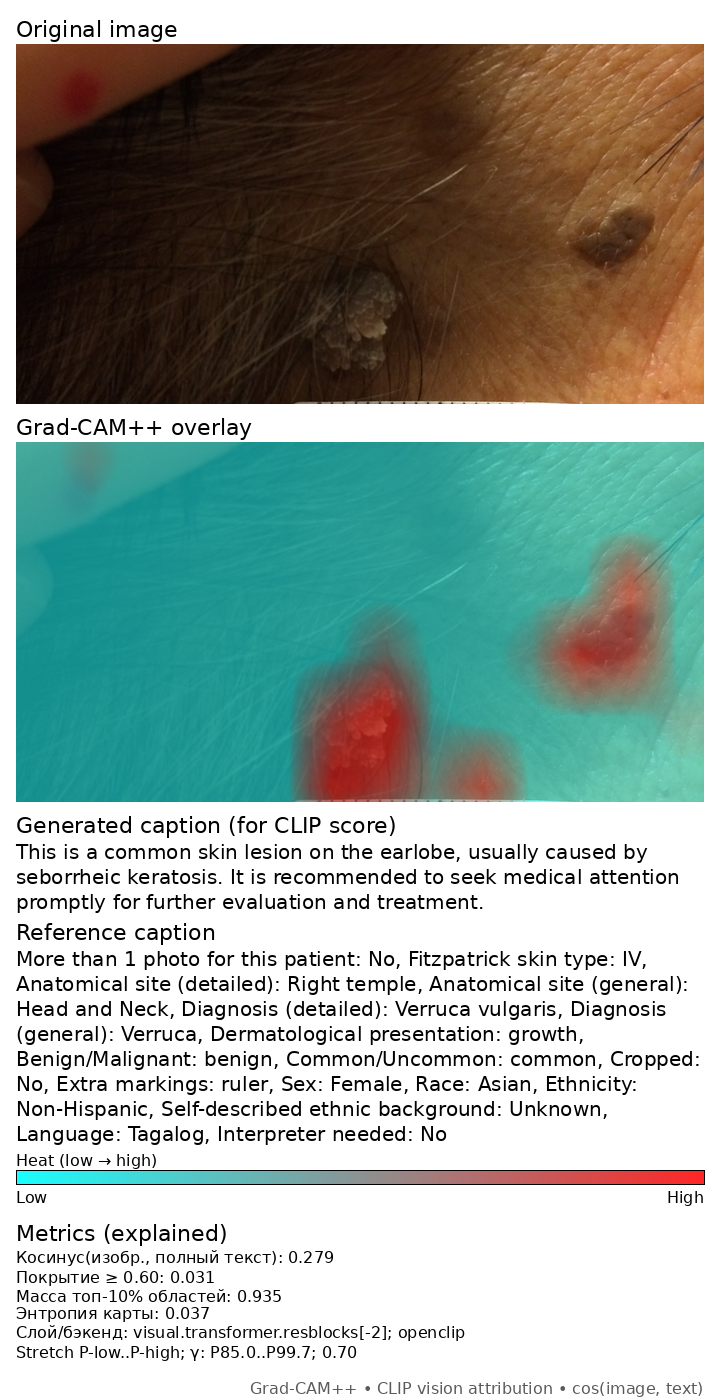 Original image
Grad-CAM++ overlay
Generated caption (for CLIP score)
This is a common skin lesion on the earlobe, usually caused by
seborrheic keratosis. It is recommended to seek medical attention
promptly for further evaluation and treatment.
Reference caption
More than 1 photo for this patient: No, Fitzpatrick skin type: IV,
Anatomical site (detailed): Right temple, Anatomical site (general):
Head and Neck, Diagnosis (detailed): Verruca vulgaris, Diagnosis
(general): Verruca, Dermatological presentation: growth,
Benign/Malignant: benign, Common/Uncommon: common, Cropped:
No, Extra markings: ruler, Sex: Female, Race: Asian, Ethnicity:
Non-Hispanic, Self-described ethnic background: Unknown,
Language: Tagalog, Interpreter needed: No
Heat (low → high)
Low High
Metrics (explained)
Косинус(изобр., полный текст): 0.279
Покрытие ≥ 0.60: 0.031
Масса топ-10% областей: 0.935
Энтропия карты: 0.037
Слой/бэкенд: visual.transformer.resblocks[-2]; openclip
Stretch P-low..P-high; γ: P85.0..P99.7; 0.70
Grad-CAM++ • CLIP vision attribution • cos(image, text)